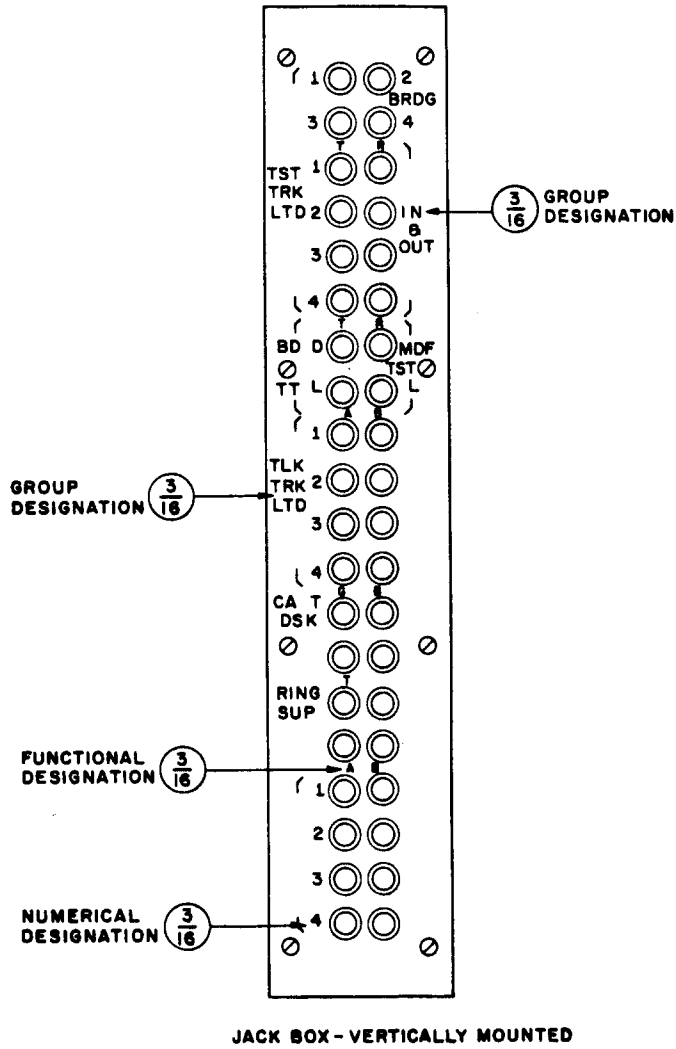 1 2
BRDG
3 4
T R
1
TST
TRK
LTD 2 IN
&
OUT
3
3/16 GROUP
DESIGNATION
4
T
BD D MDF
TST
TT L L
A
1
TLK
TRK 2
LTD
GROUP
DESIGNATION 3/16
3
4
G
CA T
DSK
T
RING
SUP
FUNCTIONAL
DESIGNATION 3/16
A B
1
2
3
NUMERICAL
DESIGNATION 3/16
4
JACK BOX - VERTICALLY MOUNTED